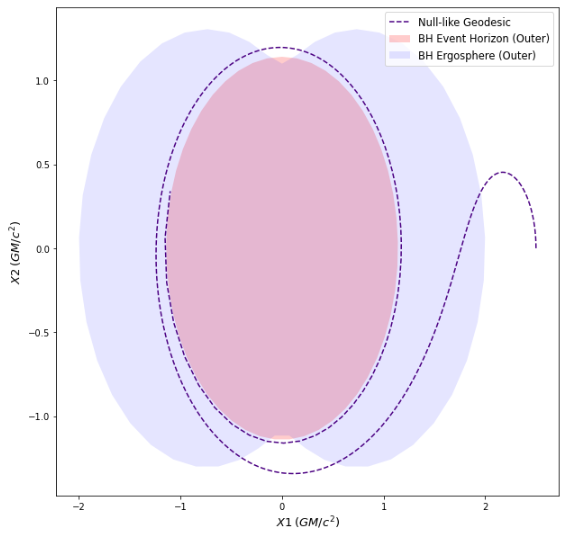 Null-like Geodesic
BH Event Horizon (Outer)
BH Ergosphere (Outer)
1.0
0.5
0.0
−0.5
−1.0
X2 (GM/c²)
−2
−1
0
1
2
X1 (GM/c²)